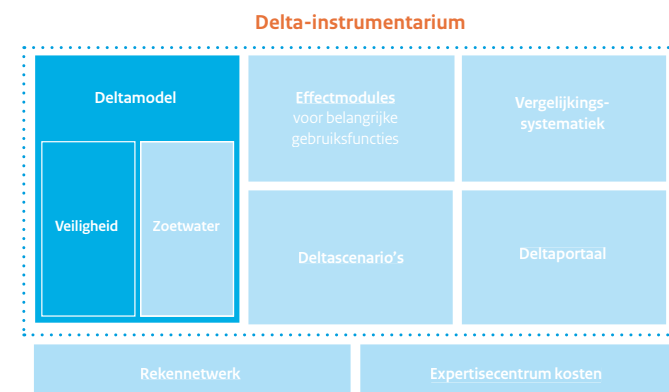 Delta-instrumentarium
Deltamodel
Veiligheid
Zoetwater
Effectmodules
voor belangrijke
gebruiksfuncties
Vergelijkings-
systematiek
Deltascenario's
Deltaportaal
Rekennetwerk
Expertisecentrum kosten